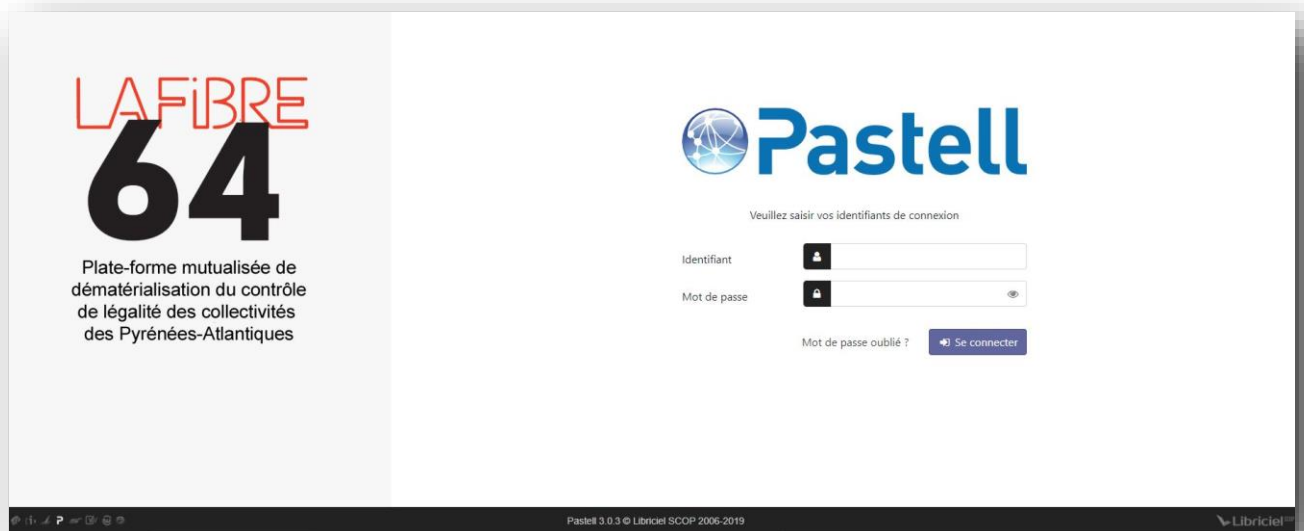 LAFiBRE
64
Plate-forme mutualisée de
dématérialisation du contrôle
de légalité des collectivités
des Pyrénées-Atlantiques
Pastell
Veuillez saisir vos identifiants de connexion
Identifiant
Mot de passe
Mot de passe oublié ?
Se connecter
Pastell 3.0.3 © Libriciel SCOP 2006-2019
Libriciel